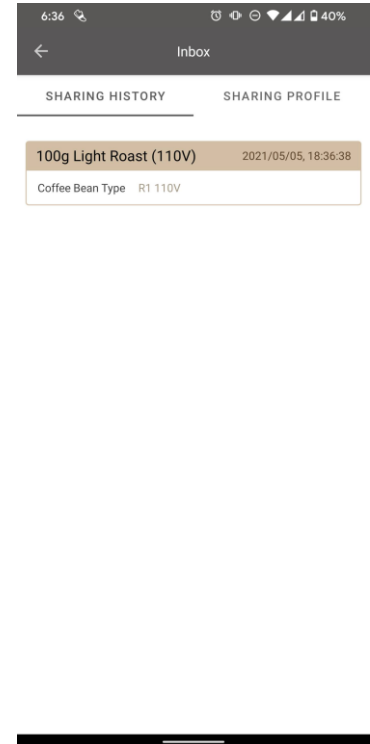 6:36 40%
Inbox
SHARING HISTORY SHARING PROFILE
100g Light Roast (110V) 2021/05/05, 18:36:38
Coffee Bean Type R1 110V